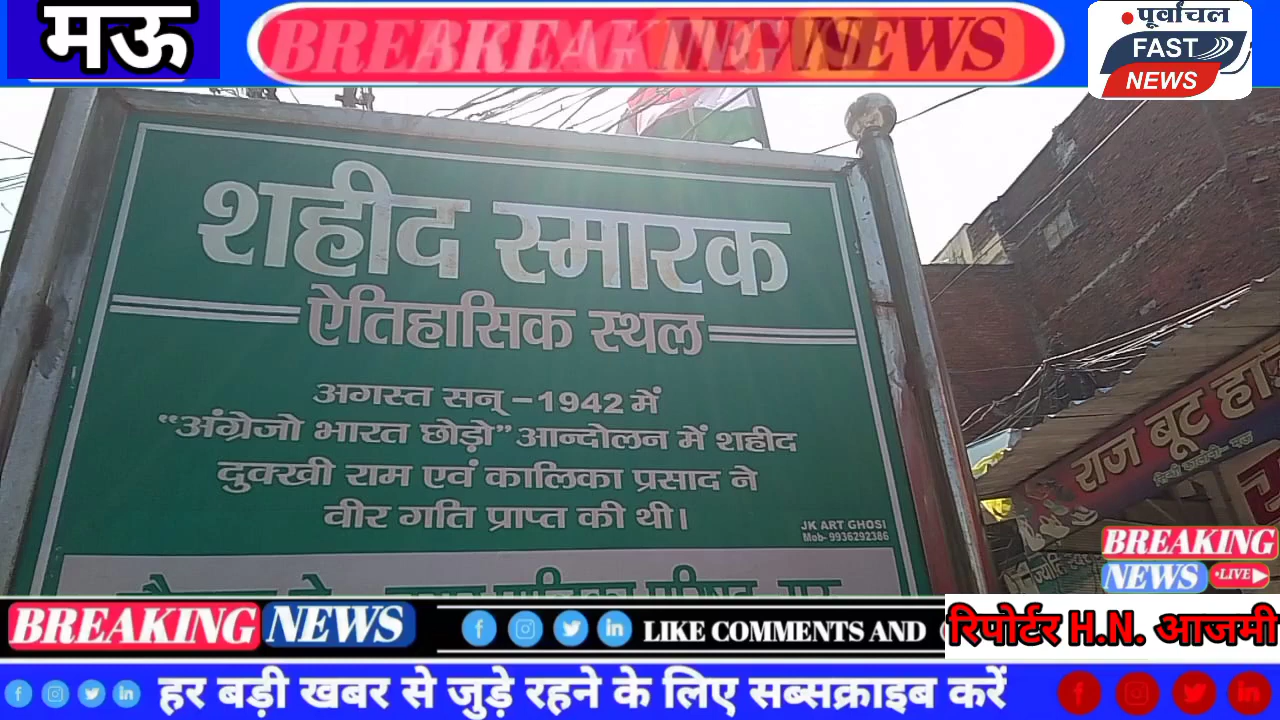 मऊ
BREAKING NEWS
पूर्वांचल
FAST
NEWS
शहीद स्मारक
ऐतिहासिक स्थल
अगस्त सन् – 1942 में
“अंग्रेजो भारत छोड़ो” आन्दोलन में शहीद
दुक्खी राम एवं कालिका प्रसाद ने
वीर गति प्राप्त की थी।
JK ART GHOSI
Mob- 9936292386
राज बूट हा
BREAKING
NEWS
•LIVE
BREAKING NEWS
LIKE COMMENTS AND
रिपोर्टर H.N. आजमी
हर बड़ी खबर से जुड़े रहने के लिए सब्सक्राइब करें